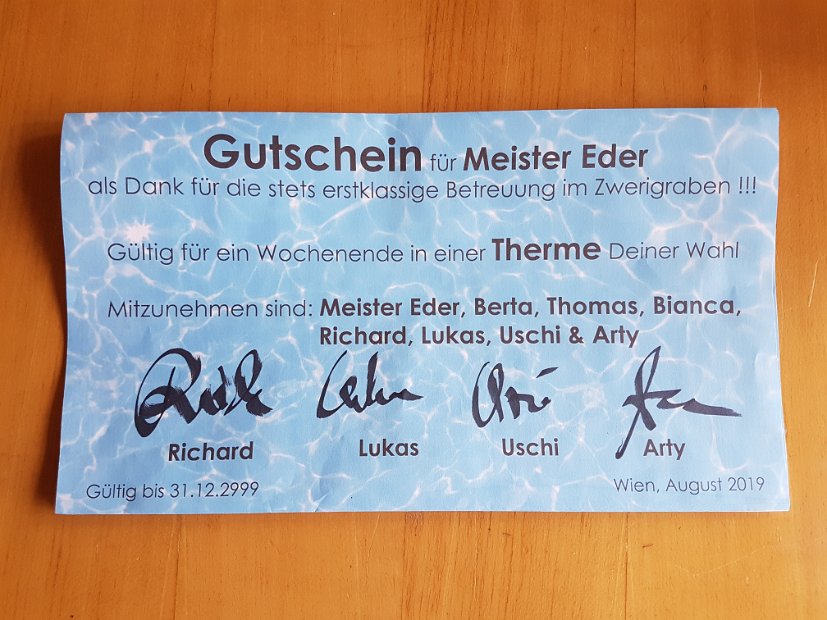 Gutschein für Meister Eder
als Dank für die stets erstklassige Betreuung im Zwerigraben !!!
Gültig für ein Wochenende in einer Therme Deiner Wahl
Mitzunehmen sind: Meister Eder, Berta, Thomas, Bianca,
Richard, Lukas, Uschi & Arty
Richard Lukas Uschi Arty
Gültig bis 31.12.2999 Wien, August 2019